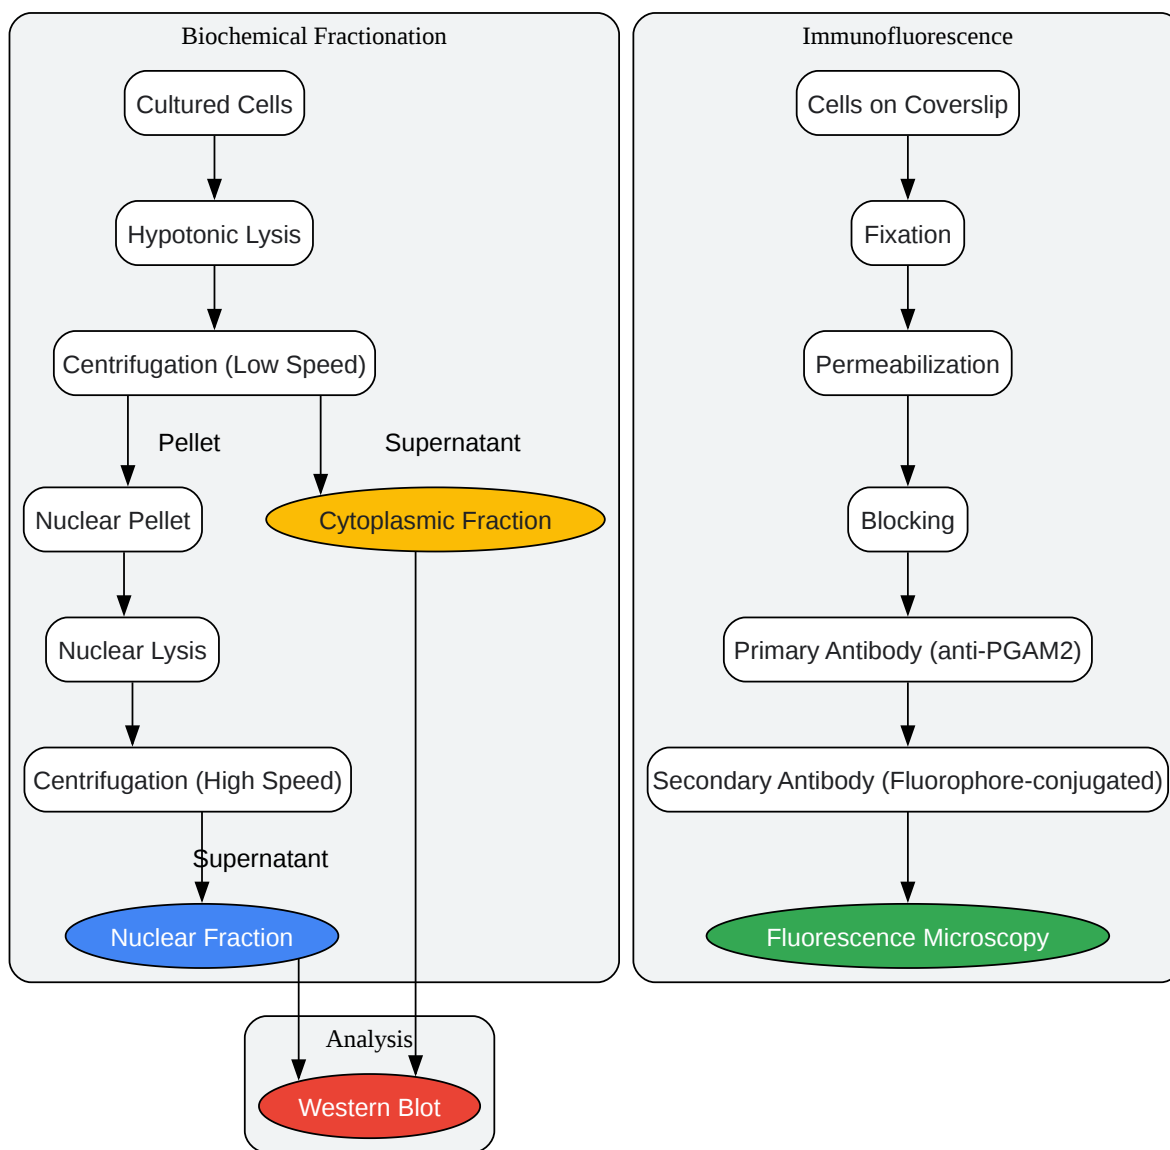 Biochemical Fractionation
Cultured Cells
Hypotonic Lysis
Centrifugation (Low Speed)
Pellet
Supernatant
Nuclear Pellet
Cytoplasmic Fraction
Nuclear Lysis
Centrifugation (High Speed)
Supernatant
Nuclear Fraction
Analysis
Western Blot
Immunofluorescence
Cells on Coverslip
Fixation
Permeabilization
Blocking
Primary Antibody (anti-PGAM2)
Secondary Antibody (Fluorophore-conjugated)
Fluorescence Microscopy